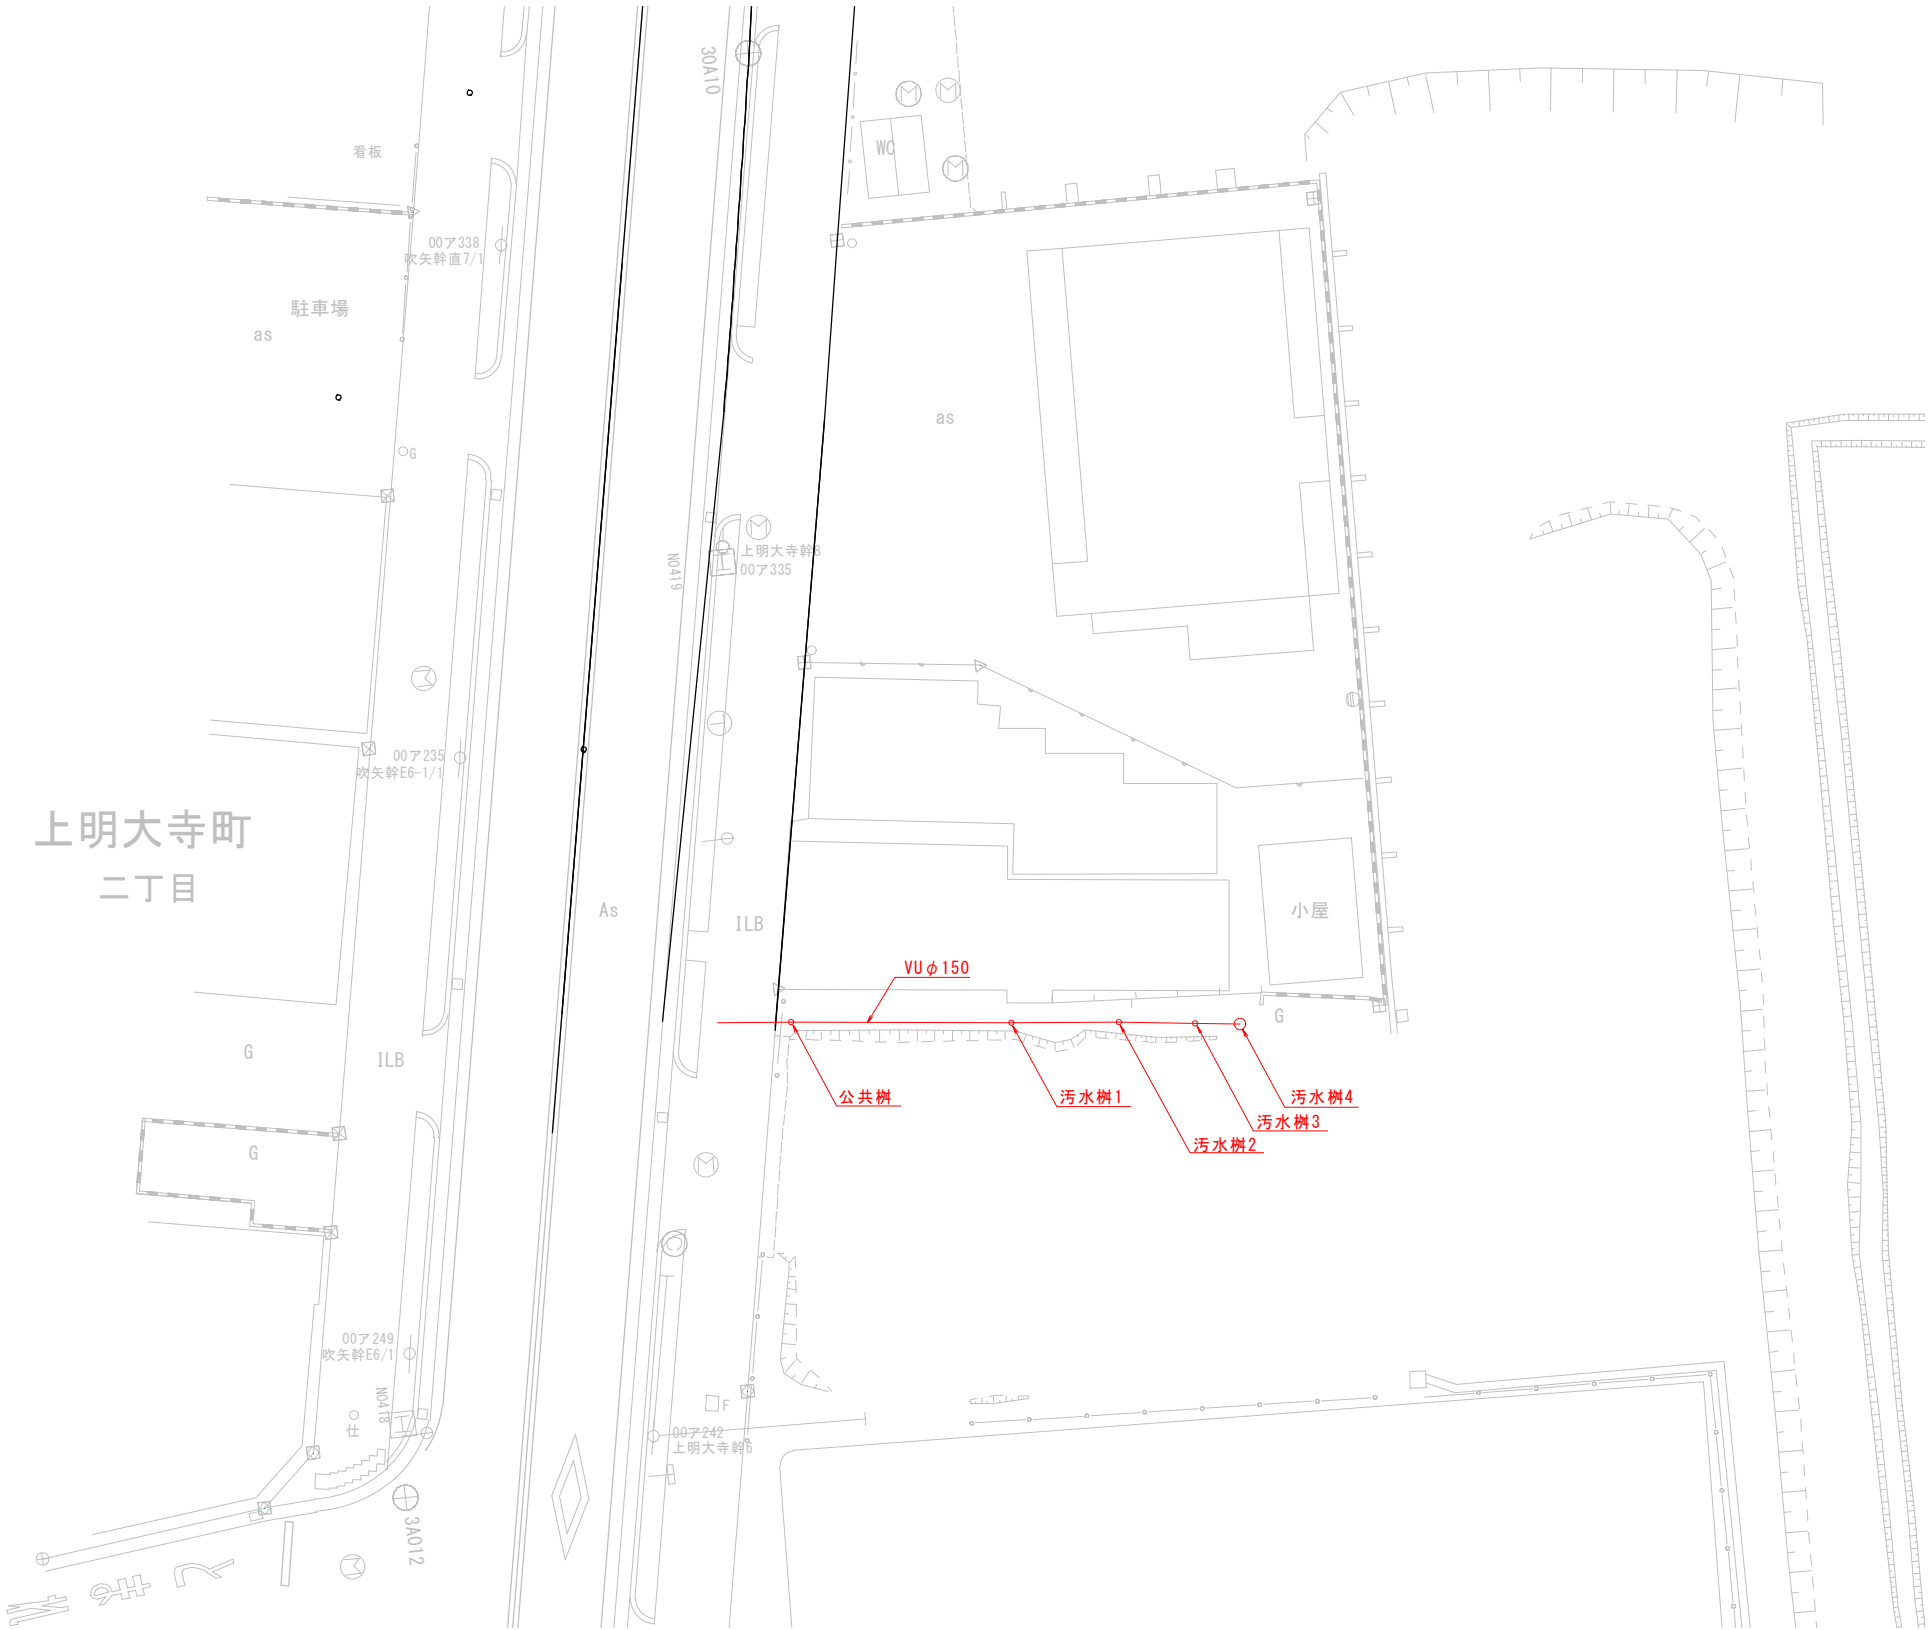 30A10
看板
WC
00ア338
吹矢幹直7/1
駐車場
as
as
G
N0419
上明大寺幹8
00ア335
00ア235
吹矢幹E6-1/1
上明大寺町
二丁目
As
ILB
小屋
VUφ150
G
G
ILB
公共桝
汚水桝1
汚水桝4
汚水桝3
汚水桝2
G
C
00ア249
吹矢幹E6/1
N0418
仕
H
F
00ア242
上明大寺幹6
3A012